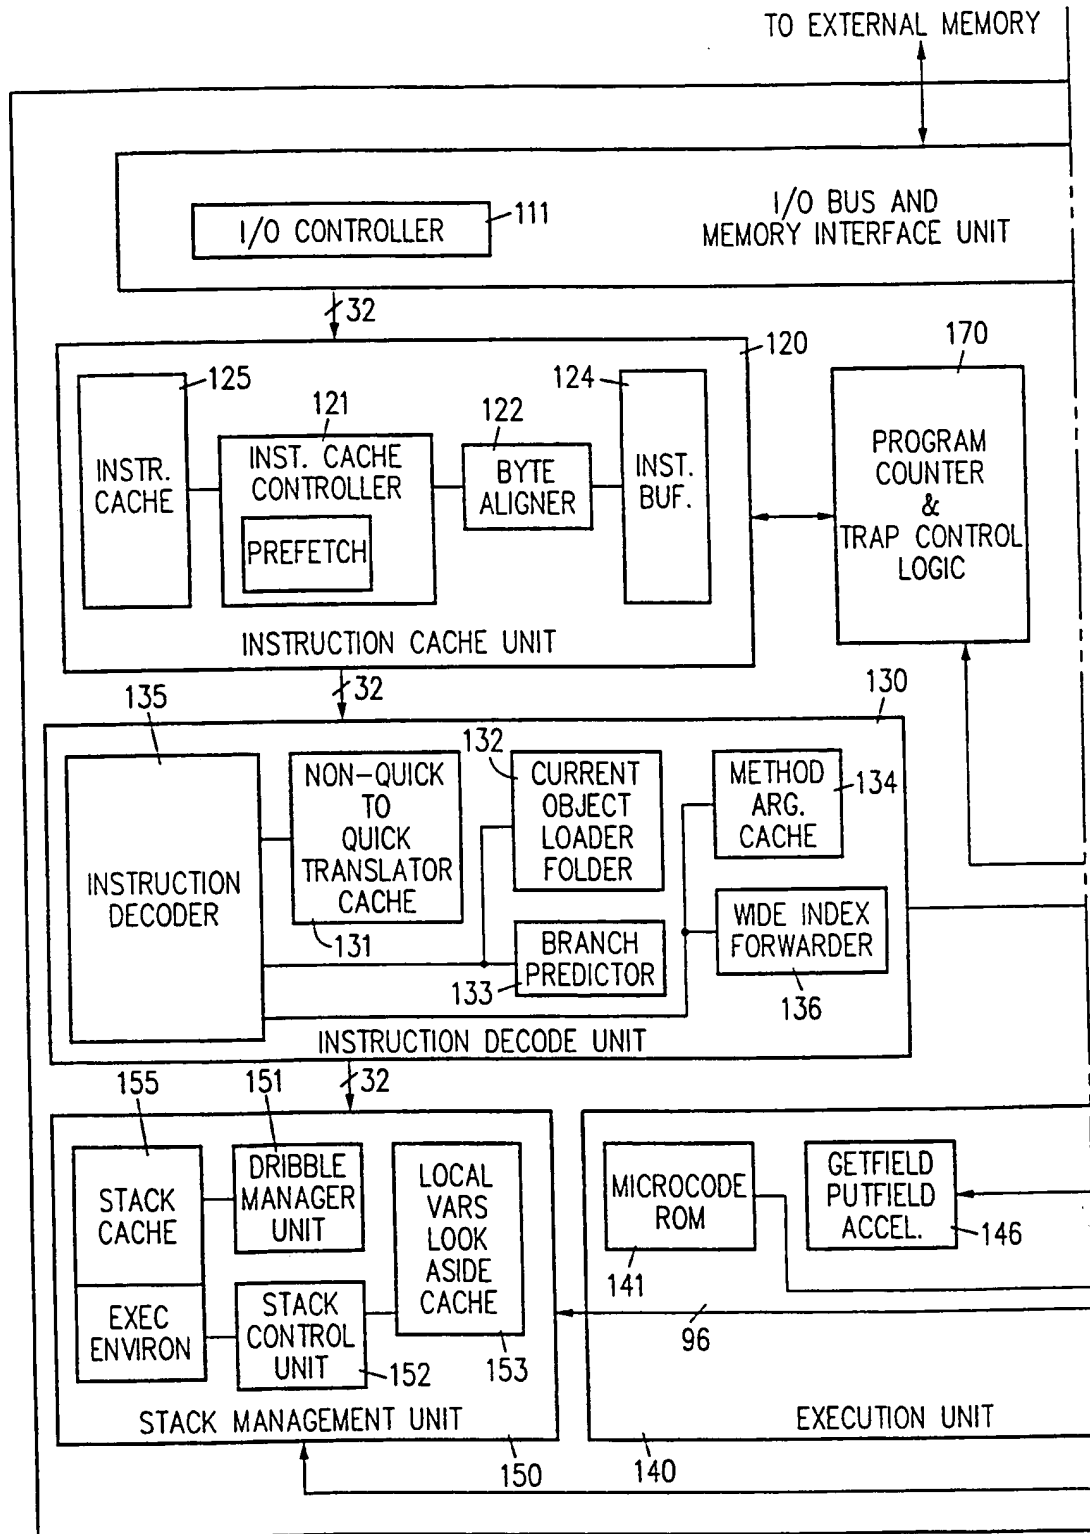 TO EXTERNAL MEMORY
I/O CONTROLLER
111
I/O BUS AND
MEMORY INTERFACE UNIT
32
120
170
125
INSTR.
CACHE
121
INST. CACHE
CONTROLLER
PREFETCH
122
BYTE
ALIGNER
124
INST.
BUF.
INSTRUCTION CACHE UNIT
PROGRAM
COUNTER
&
TRAP CONTROL
LOGIC
32
130
135
INSTRUCTION
DECODER
NON-QUICK
TO
QUICK
TRANSLATOR
CACHE
131
132
CURRENT
OBJECT
LOADER
FOLDER
METHOD
ARG.
CACHE
134
BRANCH
PREDICTOR
133
WIDE INDEX
FORWARDER
136
INSTRUCTION DECODE UNIT
32
155
STACK
CACHE
EXEC
ENVIRON
151
DRIBBLE
MANAGER
UNIT
STACK
CONTROL
UNIT
152
LOCAL
VARS
LOOK
ASIDE
CACHE
153
STACK MANAGEMENT UNIT
150
MICROCODE
ROM
141
GETFIELD
PUTFIELD
ACCEL.
146
96
EXECUTION UNIT
140